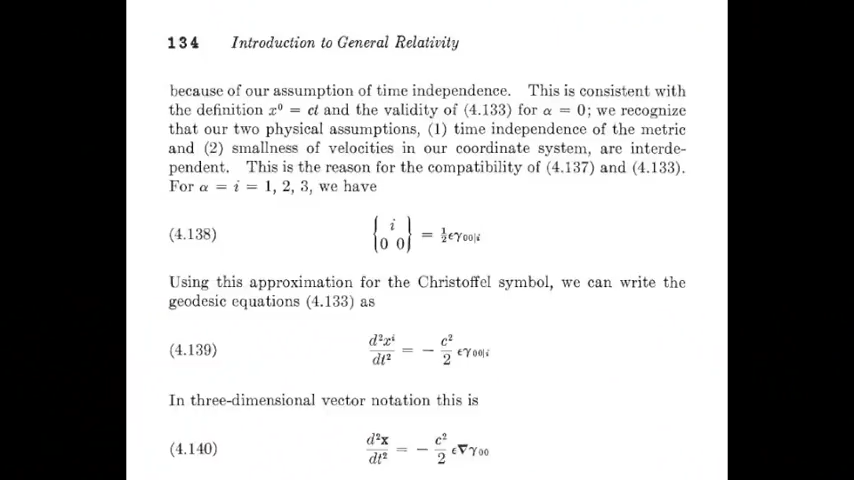 134 Introduction to General Relativity
because of our assumption of time independence. This is consistent with
the definition x⁰ = ct and the validity of (4.133) for α = 0; we recognize
that our two physical assumptions, (1) time independence of the metric
and (2) smallness of velocities in our coordinate system, are interde-
pendent. This is the reason for the compatibility of (4.137) and (4.133).
For α = i = 1, 2, 3, we have
(4.138) { i / 0 0 } = ½εγ₀₀|ᵢ
Using this approximation for the Christoffel symbol, we can write the
geodesic equations (4.133) as
(4.139) d²xⁱ/dt² = − c²/2 εγ₀₀|ᵢ
In three-dimensional vector notation this is
(4.140) d²x/dt² = − c²/2 ε∇γ₀₀